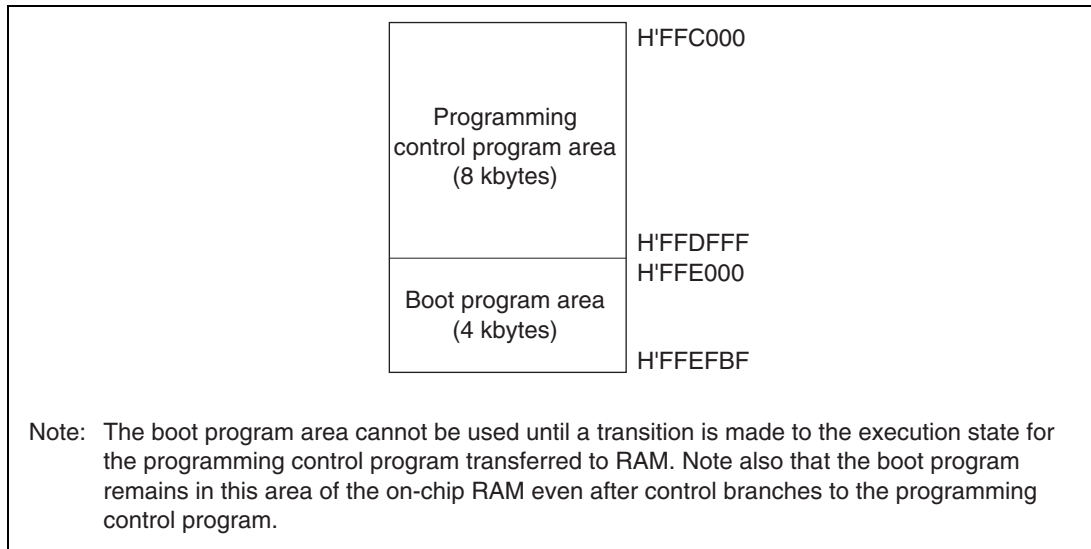 H'FFC000
Programming
control program area
(8 kbytes)
H'FFDFFF
H'FFE000
Boot program area
(4 kbytes)
H'FFEFBF
Note: The boot program area cannot be used until a transition is made to the execution state for
the programming control program transferred to RAM. Note also that the boot program
remains in this area of the on-chip RAM even after control branches to the programming
control program.